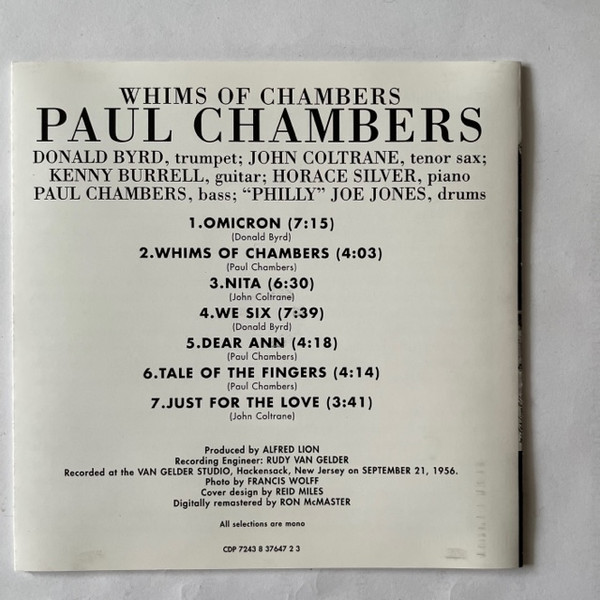 WHIMS OF CHAMBERS
PAUL CHAMBERS
DONALD BYRD, trumpet; JOHN COLTRANE, tenor sax;
KENNY BURRELL, guitar; HORACE SILVER, piano
PAUL CHAMBERS, bass; “PHILLY” JOE JONES, drums
1.OMICRON (7:15)
(Donald Byrd)
2.WHIMS OF CHAMBERS (4:03)
(Paul Chambers)
3.NITA (6:30)
(John Coltrane)
4.WE SIX (7:39)
(Donald Byrd)
5.DEAR ANN (4:18)
(Paul Chambers)
6.TALE OF THE FINGERS (4:14)
(Paul Chambers)
7.JUST FOR THE LOVE (3:41)
(John Coltrane)
Produced by ALFRED LION
Recording Engineer: RUDY VAN GELDER
Recorded at the VAN GELDER STUDIO, Hackensack, New Jersey on SEPTEMBER 21, 1956.
Photo by FRANCIS WOLFF
Cover design by REID MILES
Digitally remastered by RON McMASTER
All selections are mono
CDP 7243 8 37647 2 3